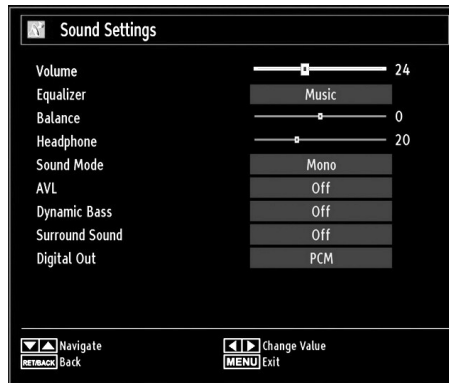 Sound Settings
Volume 24
Equalizer Music
Balance 0
Headphone 20
Sound Mode Mono
AVL Off
Dynamic Bass Off
Surround Sound Off
Digital Out PCM
Navigate Change Value
RET/BACK Back MENU Exit